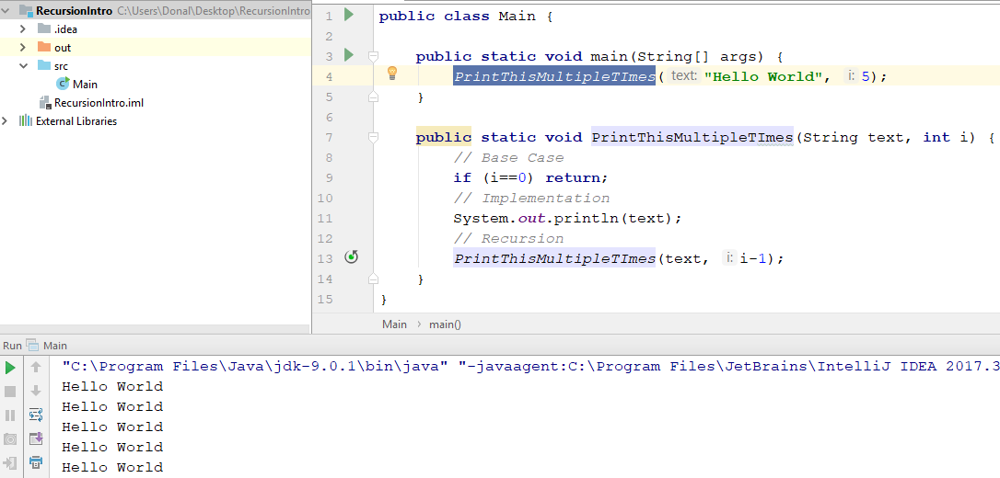 RecursionIntro C:\Users\Donal\Desktop\RecursionIntro
.idea
out
src
Main
RecursionIntro.iml
External Libraries
1 public class Main {
2
3 public static void main(String[] args) {
4 PrintThisMultipleTImes( text: "Hello World", i: 5);
5 }
6
7 public static void PrintThisMultipleTImes(String text, int i) {
8 // Base Case
9 if (i==0) return;
10 // Implementation
11 System.out.println(text);
12 // Recursion
13 PrintThisMultipleTImes(text, i: i-1);
14 }
15 }
Main > main()
Run Main
"C:\Program Files\Java\jdk-9.0.1\bin\java" "-javaagent:C:\Program Files\JetBrains\IntelliJ IDEA 2017.3
Hello World
Hello World
Hello World
Hello World
Hello World